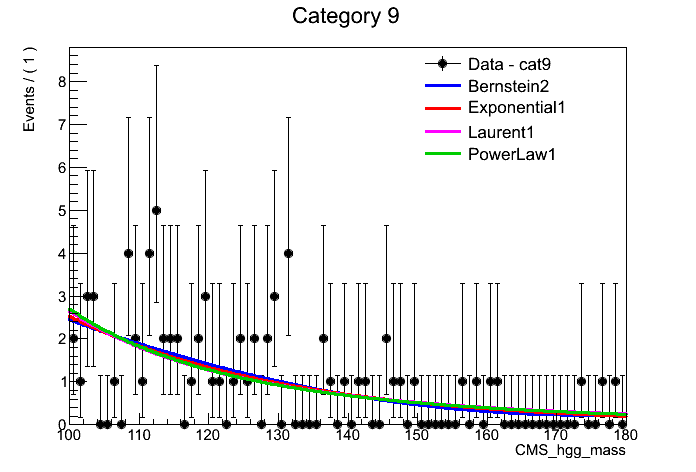 Category 9
Events / ( 1 )
Data - cat9
Bernstein2
Exponential1
Laurent1
PowerLaw1
8
7
6
5
4
3
2
1
0
100 110 120 130 140 150 160 170 180
CMS_hgg_mass